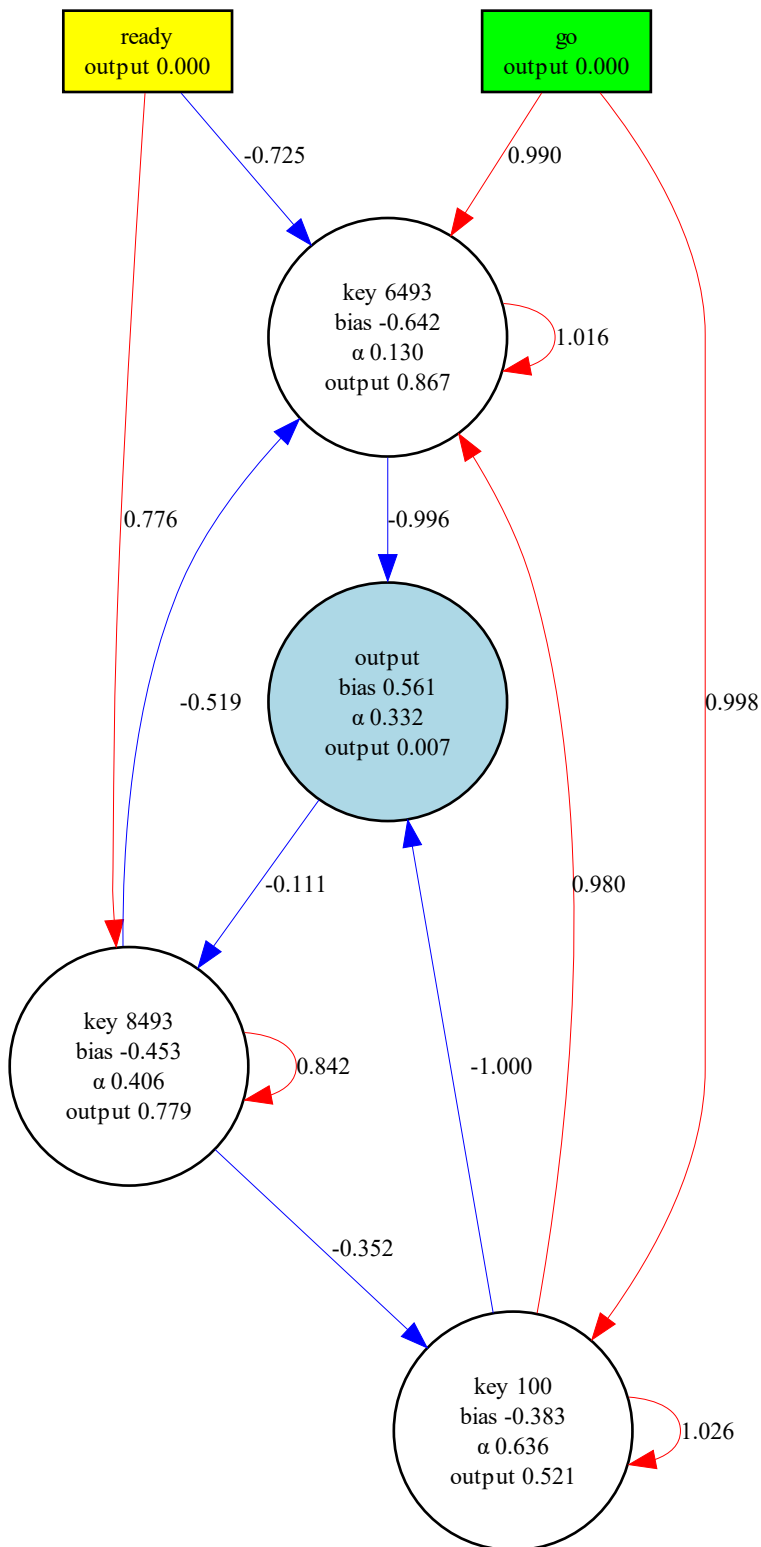 ready
output 0.000
go
output 0.000
-0.725
0.990
key 6493
bias -0.642
α 0.130
output 0.867
1.016
0.776
-0.996
-0.519
output
bias 0.561
α 0.332
output 0.007
0.998
-0.111
0.980
key 8493
bias -0.453
α 0.406
output 0.779
0.842
-1.000
-0.352
key 100
bias -0.383
α 0.636
output 0.521
1.026